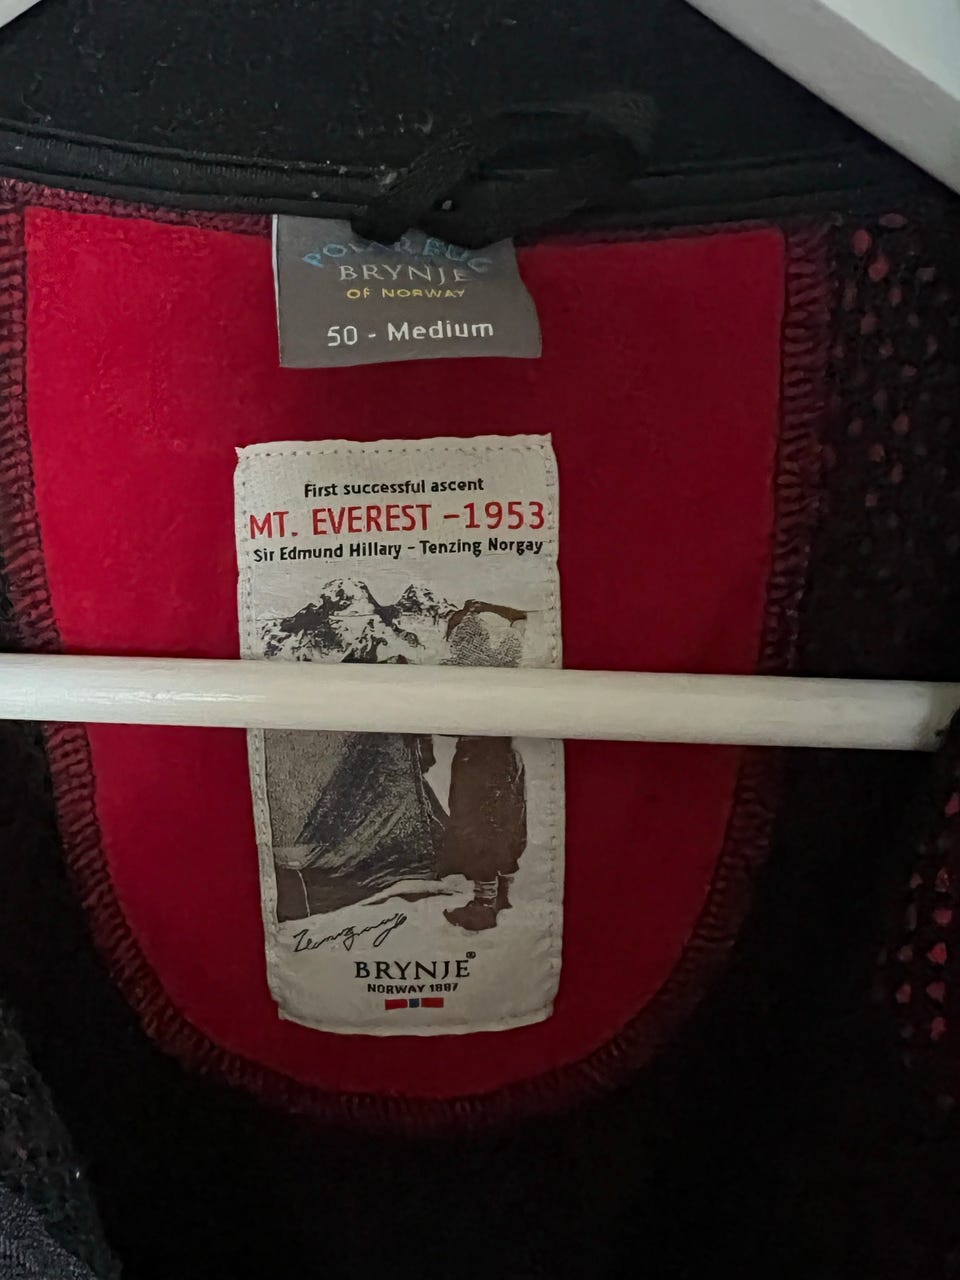 POLAR
BRYNJE
OF NORWAY
50 - Medium
First successful ascent
MT. EVEREST -1953
Sir Edmund Hillary - Tenzing Norgay
BRYNJE®
NORWAY 1887